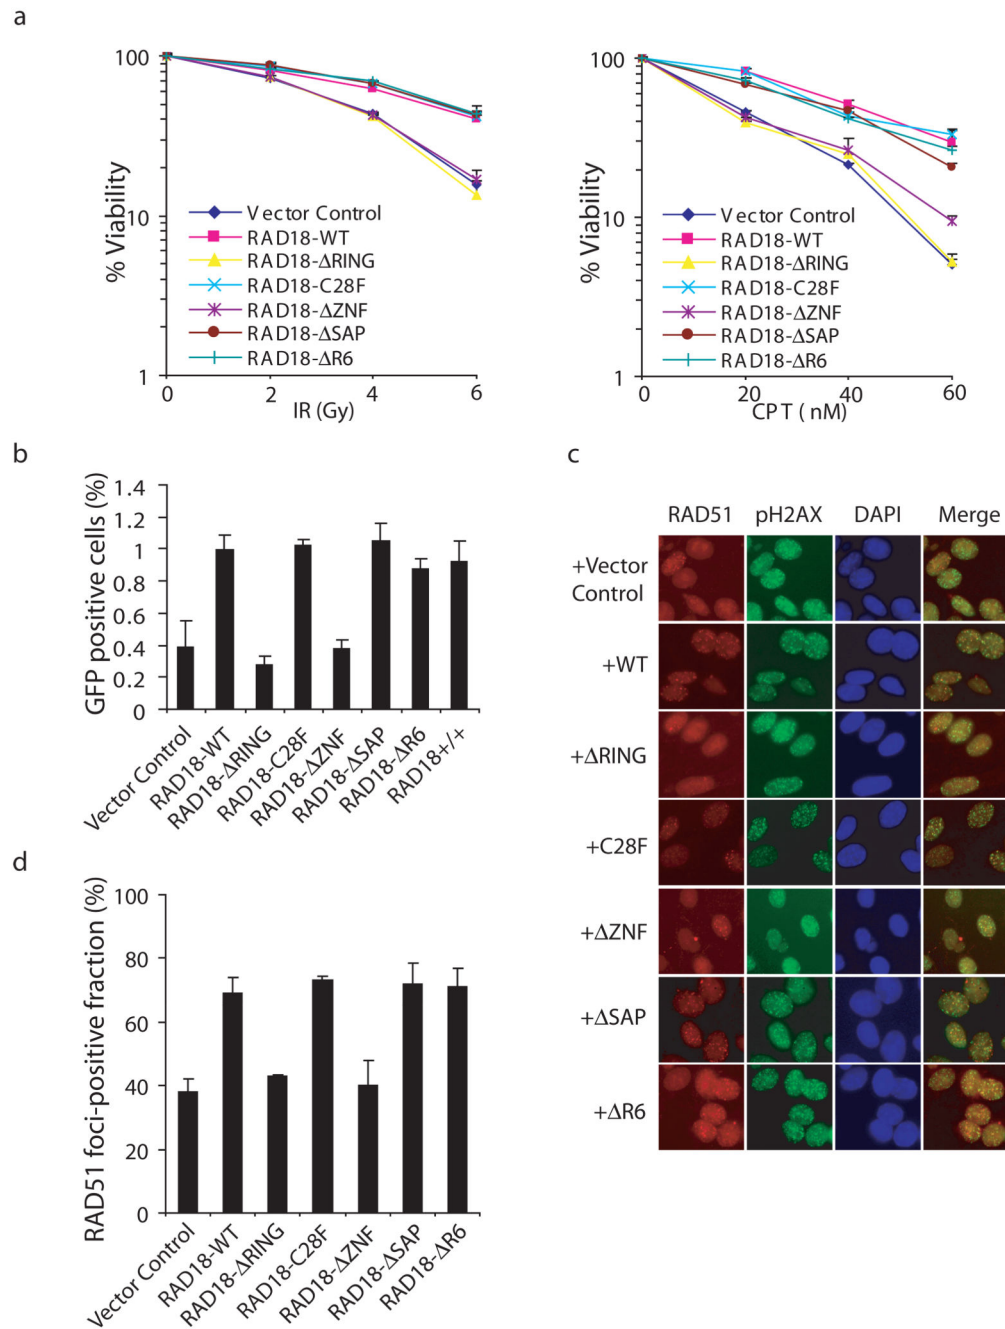 a
100
10
1
% Viability
Vector Control
RAD18-WT
RAD18-ΔRING
RAD18-C28F
RAD18-ΔZNF
RAD18-ΔSAP
RAD18-ΔR6
0 2 4 6
IR (Gy)
100
10
1
% Viability
Vector Control
RAD18-WT
RAD18-ΔRING
RAD18-C28F
RAD18-ΔZNF
RAD18-ΔSAP
RAD18-ΔR6
0 20 40 60
CPT ( nM)
b
GFP positive cells (%)
1.4
1.2
1
0.8
0.6
0.4
0.2
0
Vector Control
RAD18-WT
RAD18-ΔRING
RAD18-C28F
RAD18-ΔZNF
RAD18-ΔSAP
RAD18-ΔR6
RAD18+/+
c
RAD51 pH2AX DAPI Merge
+Vector
Control
+WT
+ΔRING
+C28F
+ΔZNF
+ΔSAP
+ΔR6
d
RAD51 foci-positive fraction (%)
100
80
60
40
20
0
Vector Control
RAD18-WT
RAD18-ΔRING
RAD18-C28F
RAD18-ΔZNF
RAD18-ΔSAP
RAD18-ΔR6